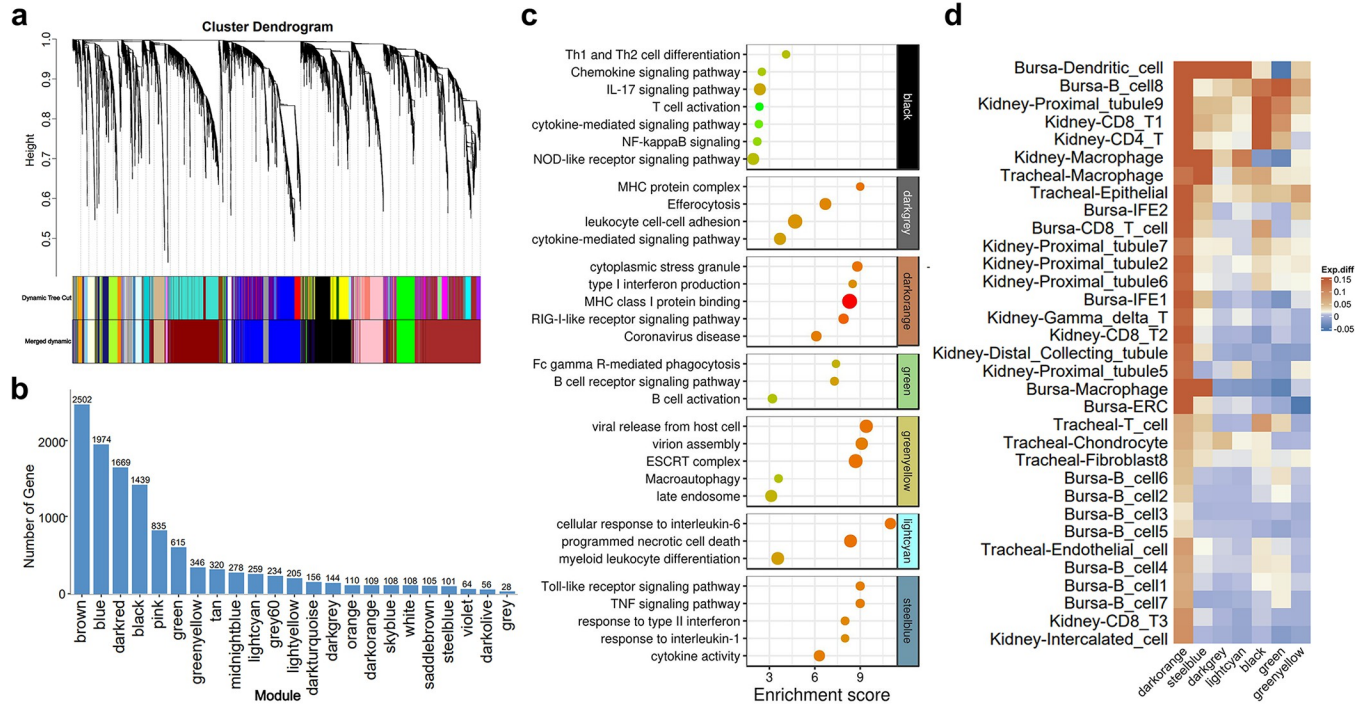 a
Cluster Dendrogram
Height
1.0
0.9
0.8
0.7
0.6
0.5
Dynamic Tree Cut
Merged dynamic
b
Number of Gene
2000
1000
0
2502
1974
1669
1439
835
615
346
320
278
259
234
205
156
144
110
109
108
108
105
101
64
56
28
brown
blue
darkred
black
pink
green
greenyellow
tan
midnightblue
lightcyan
grey60
lightyellow
darkturquoise
darkgrey
orange
darkorange
skyblue
white
saddlebrown
steelblue
violet
darkolive
grey
Module
c
Th1 and Th2 cell differentiation
Chemokine signaling pathway
IL-17 signaling pathway
T cell activation
cytokine-mediated signaling pathway
NF-kappaB signaling
NOD-like receptor signaling pathway
black
MHC protein complex
Efferocytosis
leukocyte cell-cell adhesion
cytokine-mediated signaling pathway
darkgrey
cytoplasmic stress granule
type I interferon production
MHC class I protein binding
RIG-I-like receptor signaling pathway
Coronavirus disease
darkorange
Fc gamma R-mediated phagocytosis
B cell receptor signaling pathway
B cell activation
green
viral release from host cell
virion assembly
ESCRT complex
Macroautophagy
late endosome
greenyellow
cellular response to interleukin-6
programmed necrotic cell death
myeloid leukocyte differentiation
lightcyan
Toll-like receptor signaling pathway
TNF signaling pathway
response to type II interferon
response to interleukin-1
cytokine activity
steelblue
3 6 9
Enrichment score
d
Bursa-Dendritic_cell
Bursa-B_cell8
Kidney-Proximal_tubule9
Kidney-CD8_T1
Kidney-CD4_T
Kidney-Macrophage
Tracheal-Macrophage
Tracheal-Epithelial
Bursa-IFE2
Bursa-CD8_T_cell
Kidney-Proximal_tubule7
Kidney-Proximal_tubule2
Kidney-Proximal_tubule6
Bursa-IFE1
Kidney-Gamma_delta_T
Kidney-CD8_T2
Kidney-Distal_Collecting_tubule
Kidney-Proximal_tubule5
Bursa-Macrophage
Bursa-ERC
Tracheal-T_cell
Tracheal-Chondrocyte
Tracheal-Fibroblast8
Bursa-B_cell6
Bursa-B_cell2
Bursa-B_cell3
Bursa-B_cell5
Tracheal-Endothelial_cell
Bursa-B_cell4
Bursa-B_cell1
Bursa-B_cell7
Kidney-CD8_T3
Kidney-Intercalated_cell
darkorange
steelblue
darkgrey
lightcyan
black
green
greenyellow
Exp.diff
0.15
0.10
0.05
0
-0.05